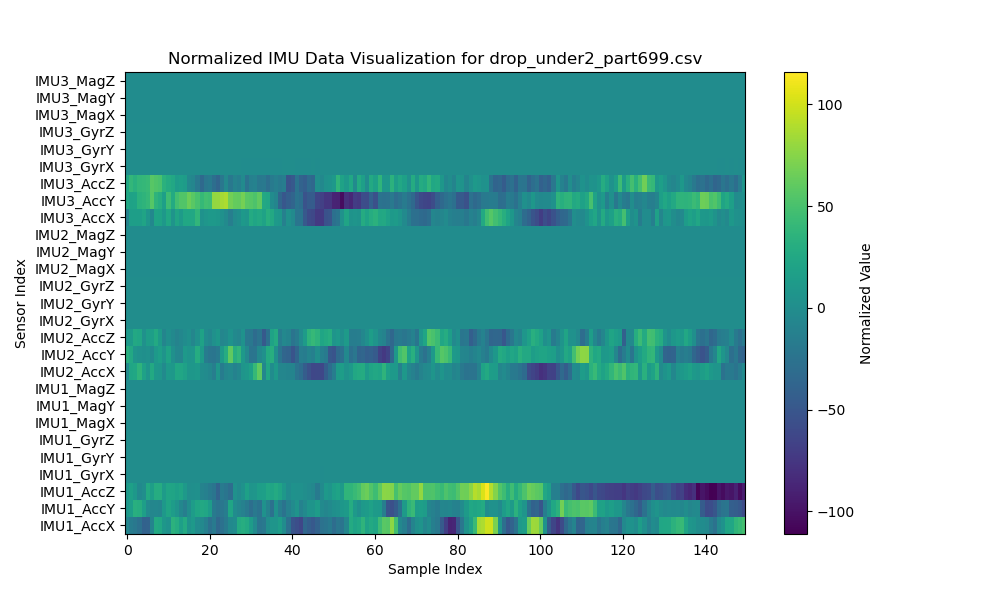 Normalized IMU Data Visualization for drop_under2_part699.csv
IMU3_MagZ
IMU3_MagY
IMU3_MagX
IMU3_GyrZ
IMU3_GyrY
IMU3_GyrX
IMU3_AccZ
IMU3_AccY
IMU3_AccX
IMU2_MagZ
IMU2_MagY
IMU2_MagX
IMU2_GyrZ
IMU2_GyrY
IMU2_GyrX
IMU2_AccZ
IMU2_AccY
IMU2_AccX
IMU1_MagZ
IMU1_MagY
IMU1_MagX
IMU1_GyrZ
IMU1_GyrY
IMU1_GyrX
IMU1_AccZ
IMU1_AccY
IMU1_AccX
Sensor Index
0 20 40 60 80 100 120 140
Sample Index
100
50
0
−50
−100
Normalized Value